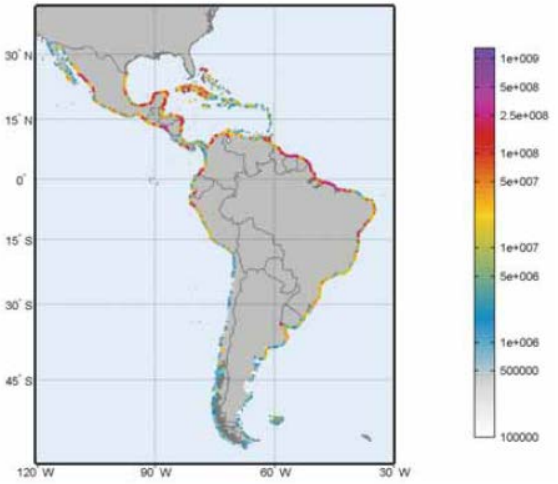 30° N
15° N
0°
15° S
30° S
45° S
120° W
90° W
60° W
30° W
1e+009
5e+008
2.5e+008
1e+008
5e+007
1e+007
5e+006
1e+006
500000
100000